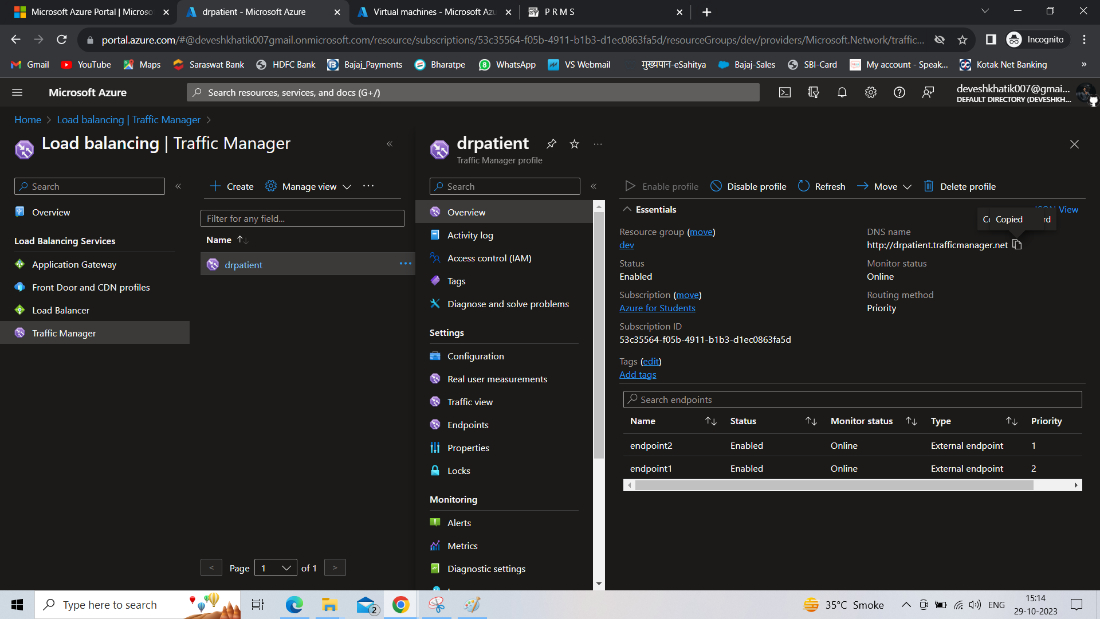 Microsoft Azure Portal | Microso
drpatient - Microsoft Azure
Virtual machines - Microsoft Az
P R M S
portal.azure.com/#@deveshkhatik007gmail.onmicrosoft.com/resource/subscriptions/53c35564-f05b-4911-b1b3-d1ec0863fa5d/resourceGroups/dev/providers/Microsoft.Network/traffic...
Incognito
Gmail
YouTube
Maps
Saraswat Bank
HDFC Bank
Bajaj_Payments
Bharatpe
WhatsApp
VS Webmail
मुख्यपान-eSahitya
Bajaj-Sales
SBI-Card
My account - Speak...
Kotak Net Banking
»
Microsoft Azure
Search resources, services, and docs (G+/)
deveshkhatik007@gmai...
DEFAULT DIRECTORY (DEVESHKH...
Home > Load balancing | Traffic Manager >
Load balancing | Traffic Manager
«
Search
«
Overview
Load Balancing Services
Application Gateway
Front Door and CDN profiles
Load Balancer
Traffic Manager
+ Create
Manage view
...
Filter for any field...
Name ↑↓
drpatient
...
< Page 1 of 1 >
drpatient
...
Traffic Manager profile
Search
«
Overview
Activity log
Access control (IAM)
Tags
Diagnose and solve problems
Settings
Configuration
Real user measurements
Traffic view
Endpoints
Properties
Locks
Monitoring
Alerts
Metrics
Diagnostic settings
Enable profile
Disable profile
Refresh
Move
Delete profile
Essentials
View
Copied
Resource group (move)
dev
Status
Enabled
Subscription (move)
Azure for Students
Subscription ID
53c35564-f05b-4911-b1b3-d1ec0863fa5d
Tags (edit)
Add tags
DNS name
http://drpatient.trafficmanager.net
Monitor status
Online
Routing method
Priority
Search endpoints
Name ↑↓ Status ↑↓ Monitor status ↑↓ Type ↑↓ Priority
endpoint2 Enabled Online External endpoint 1
endpoint1 Enabled Online External endpoint 2
Type here to search
2
35°C Smoke
ENG
15:14
29-10-2023